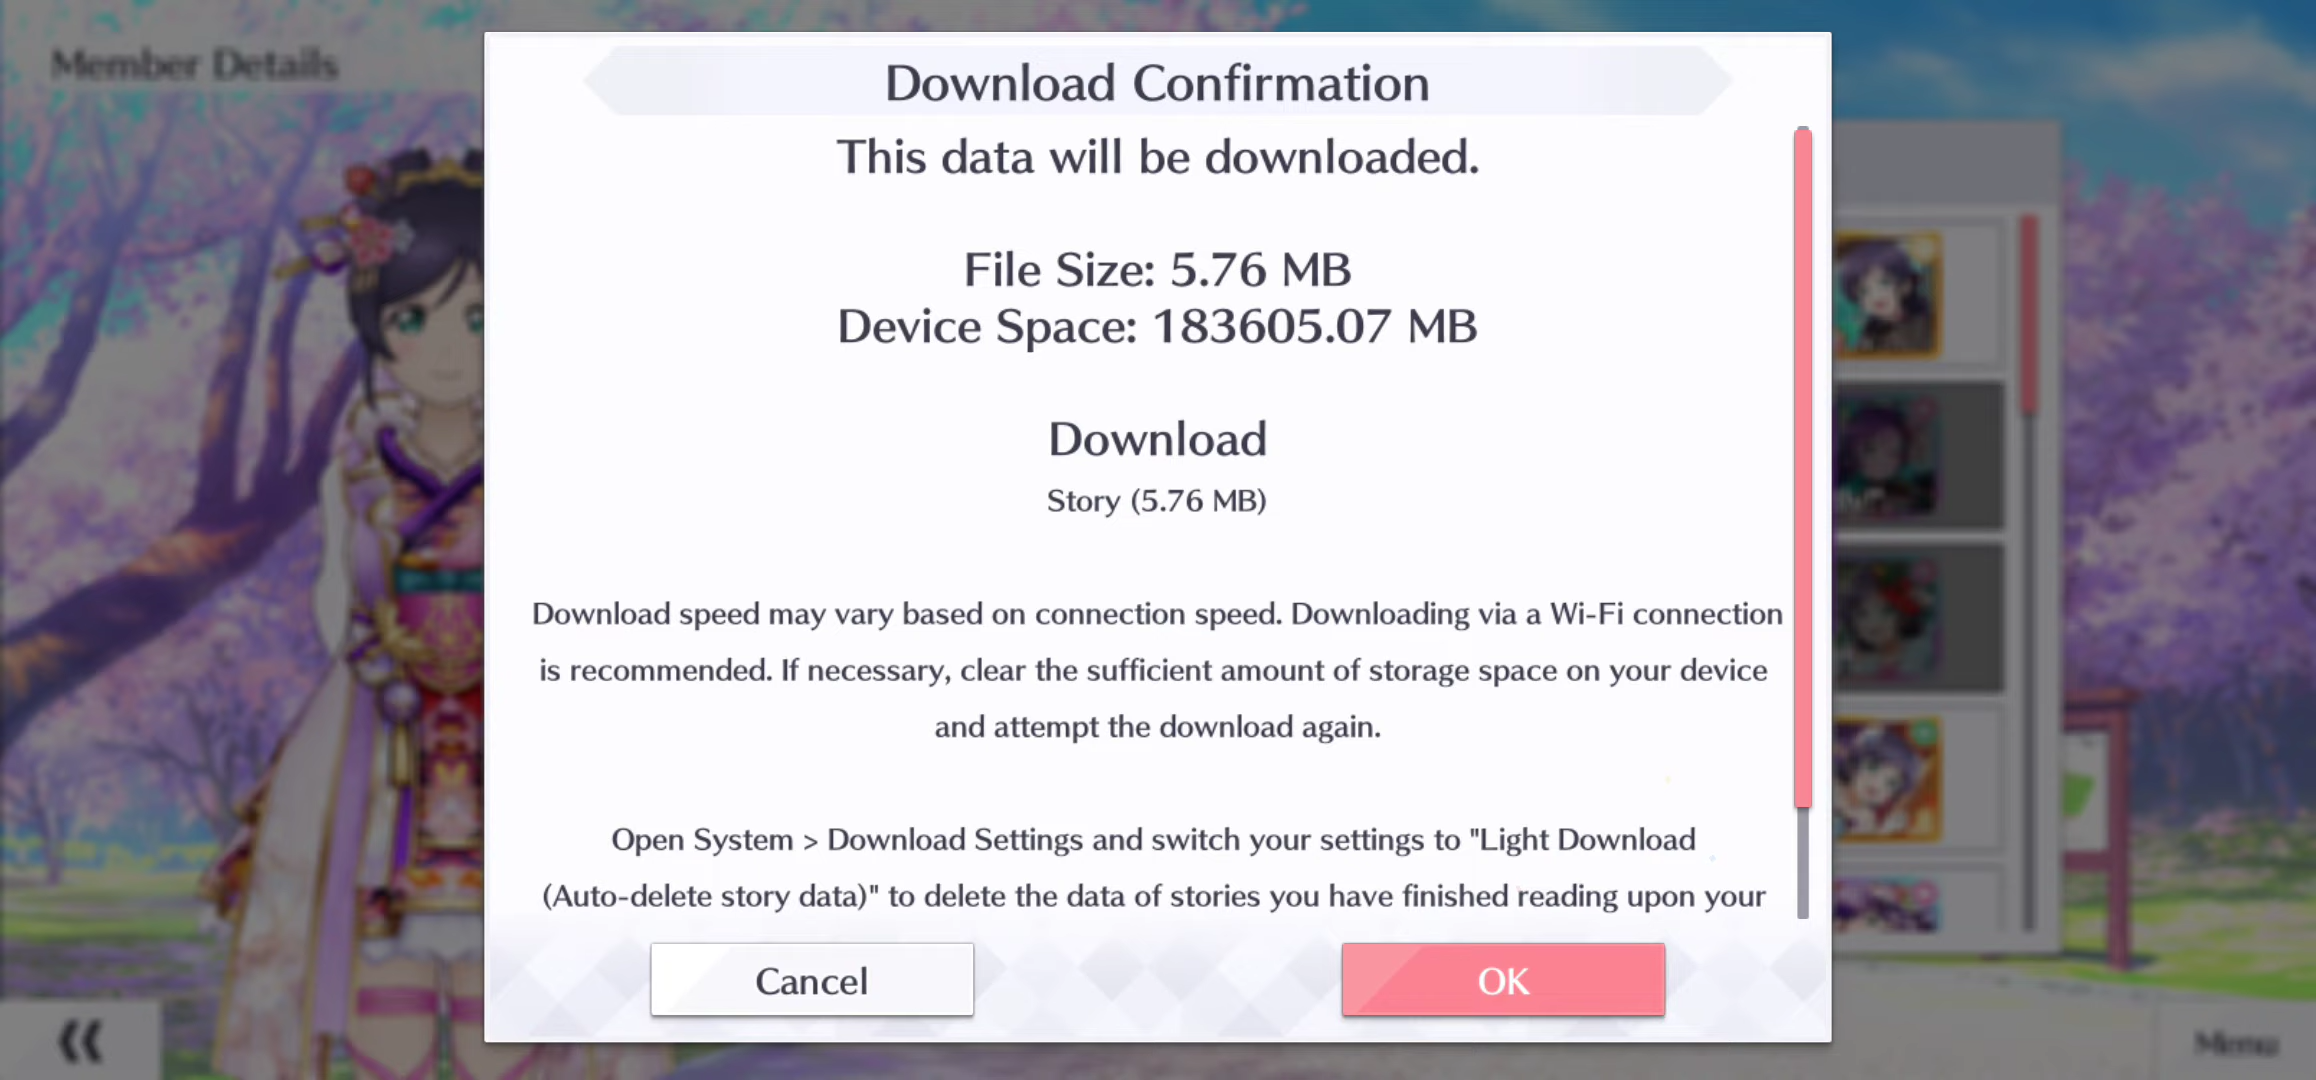 Member Details
Download Confirmation
This data will be downloaded.
File Size: 5.76 MB
Device Space: 183605.07 MB
Download
Story (5.76 MB)
Download speed may vary based on connection speed. Downloading via a Wi-Fi connection
is recommended. If necessary, clear the sufficient amount of storage space on your device
and attempt the download again.
Open System > Download Settings and switch your settings to "Light Download
(Auto-delete story data)" to delete the data of stories you have finished reading upon your
Cancel
OK
Menu